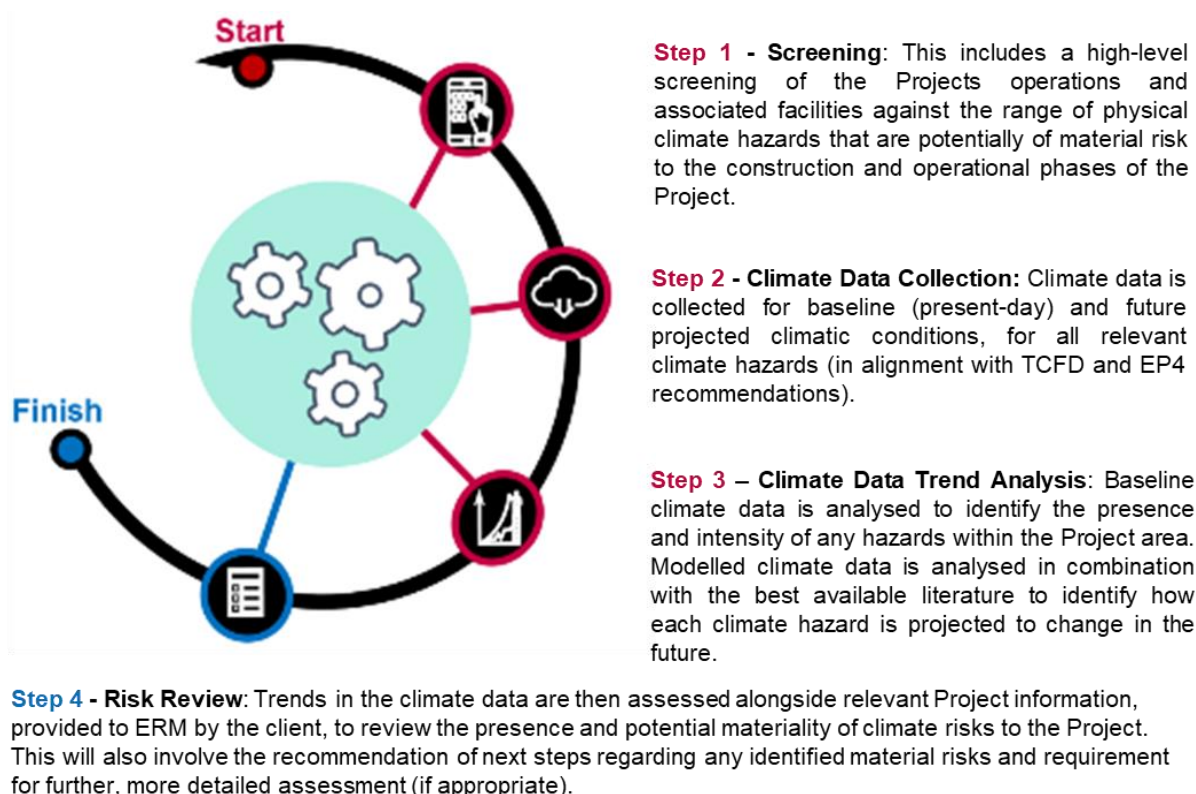 Start
Step 1 - Screening: This includes a high-level
screening of the Projects operations and
associated facilities against the range of physical
climate hazards that are potentially of material risk
to the construction and operational phases of the
Project.
Step 2 - Climate Data Collection: Climate data is
collected for baseline (present-day) and future
projected climatic conditions, for all relevant
climate hazards (in alignment with TCFD and EP4
recommendations).
Finish
Step 3 – Climate Data Trend Analysis: Baseline
climate data is analysed to identify the presence
and intensity of any hazards within the Project area.
Modelled climate data is analysed in combination
with the best available literature to identify how
each climate hazard is projected to change in the
future.
Step 4 - Risk Review: Trends in the climate data are then assessed alongside relevant Project information,
provided to ERM by the client, to review the presence and potential materiality of climate risks to the Project.
This will also involve the recommendation of next steps regarding any identified material risks and requirement
for further, more detailed assessment (if appropriate).